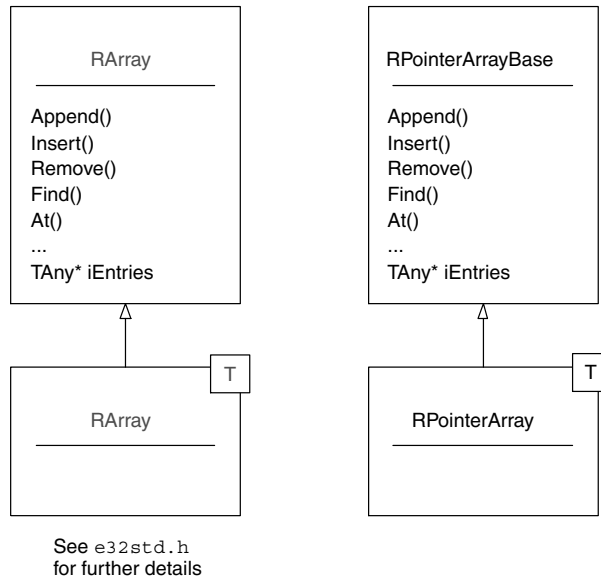 RArray
Append()
Insert()
Remove()
Find()
At()
...
TAny* iEntries
RPointerArrayBase
Append()
Insert()
Remove()
Find()
At()
...
TAny* iEntries
T
RArray
T
RPointerArray
See e32std.h
for further details